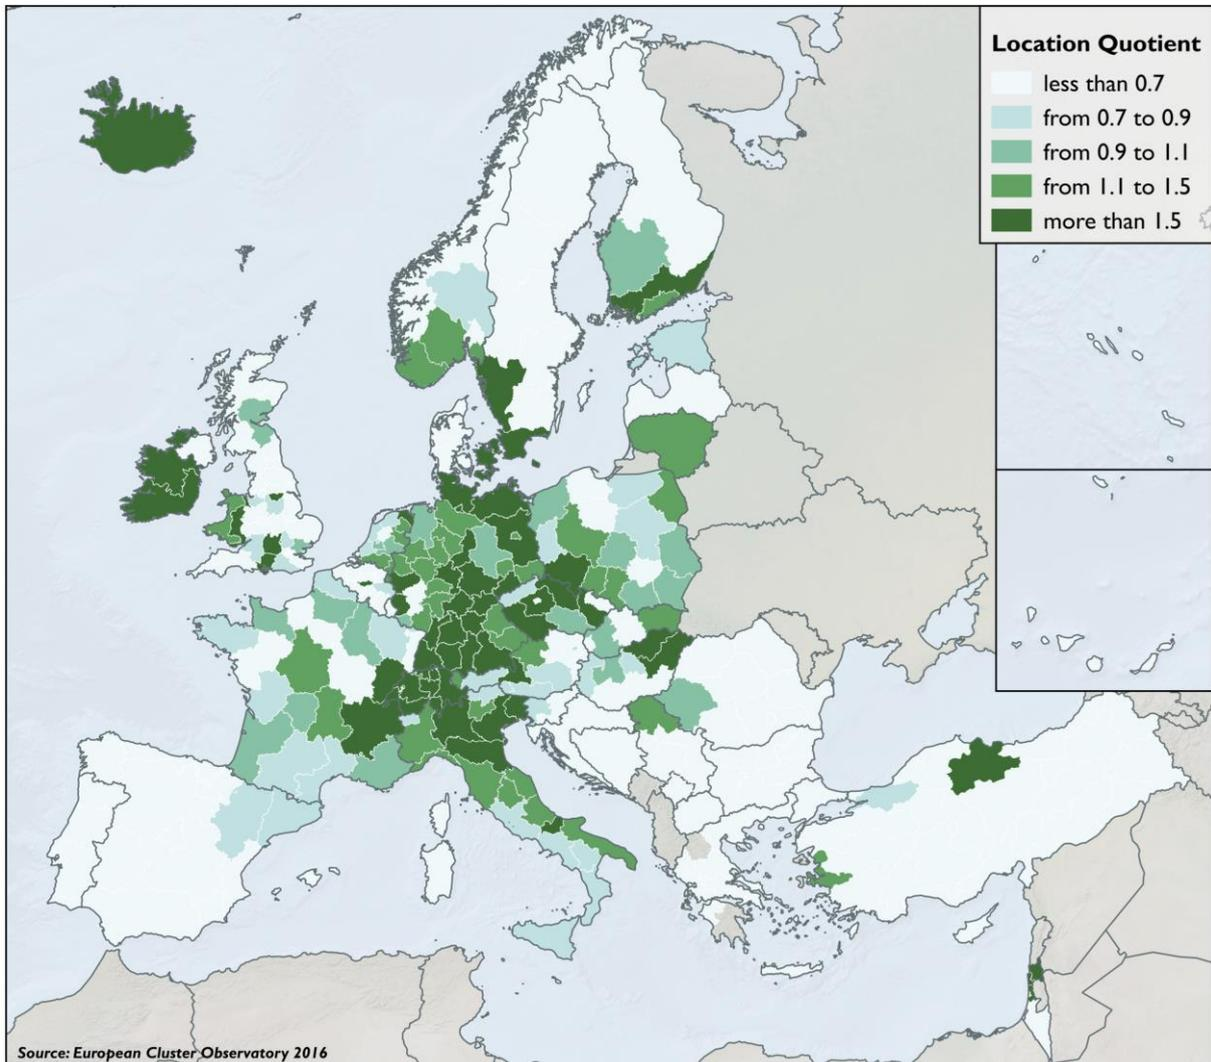 Location Quotient
less than 0.7
from 0.7 to 0.9
from 0.9 to 1.1
from 1.1 to 1.5
more than 1.5
Source: European Cluster Observatory 2016